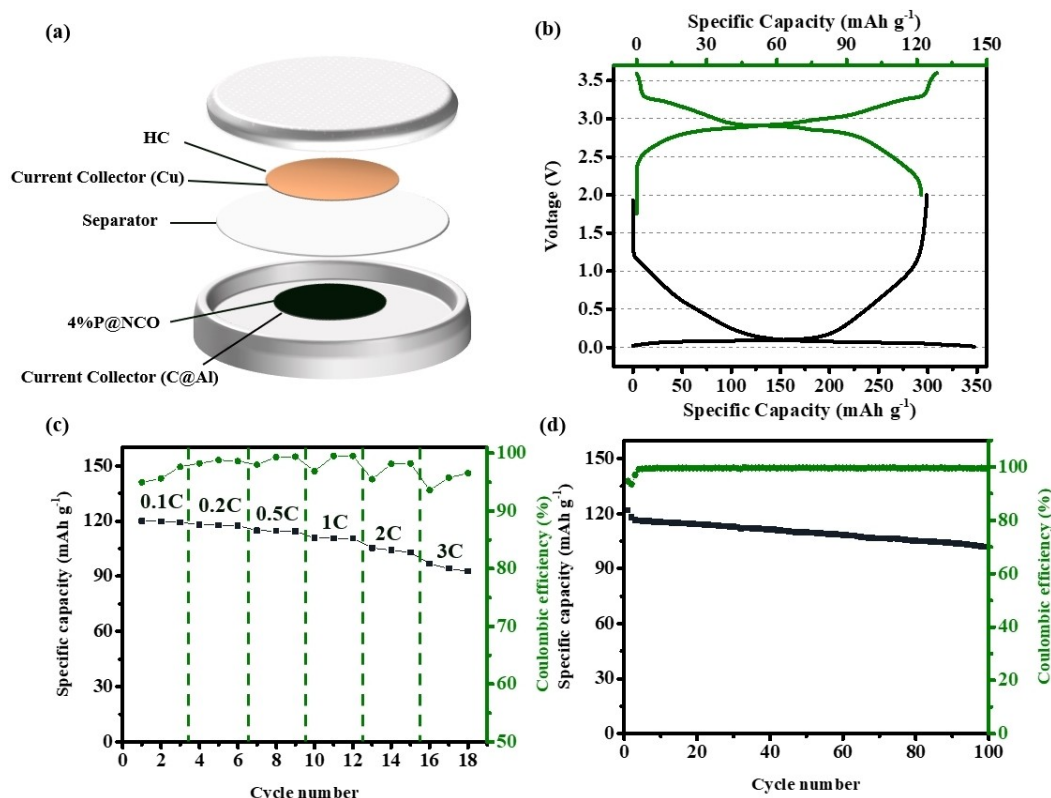 (a)
HC
Current Collector (Cu)
Separator
4%P@NCO
Current Collector (C@Al)
(b)
Specific Capacity (mAh g⁻¹)
0 30 60 90 120 150
Voltage (V)
3.5
3.0
2.5
2.0
1.5
1.0
0.5
0.0
0 50 100 150 200 250 300 350
Specific Capacity (mAh g⁻¹)
(c)
Specific capacity (mAh g⁻¹)
150
120
90
60
30
0
0.1C 0.2C 0.5C 1C 2C 3C
100
90
80
70
60
50
Coulombic efficiency (%)
0 2 4 6 8 10 12 14 16 18
Cycle number
(d)
Specific capacity (mAh g⁻¹)
150
120
90
60
30
0
100
80
60
40
20
0
Coulombic efficiency (%)
0 20 40 60 80 100
Cycle number